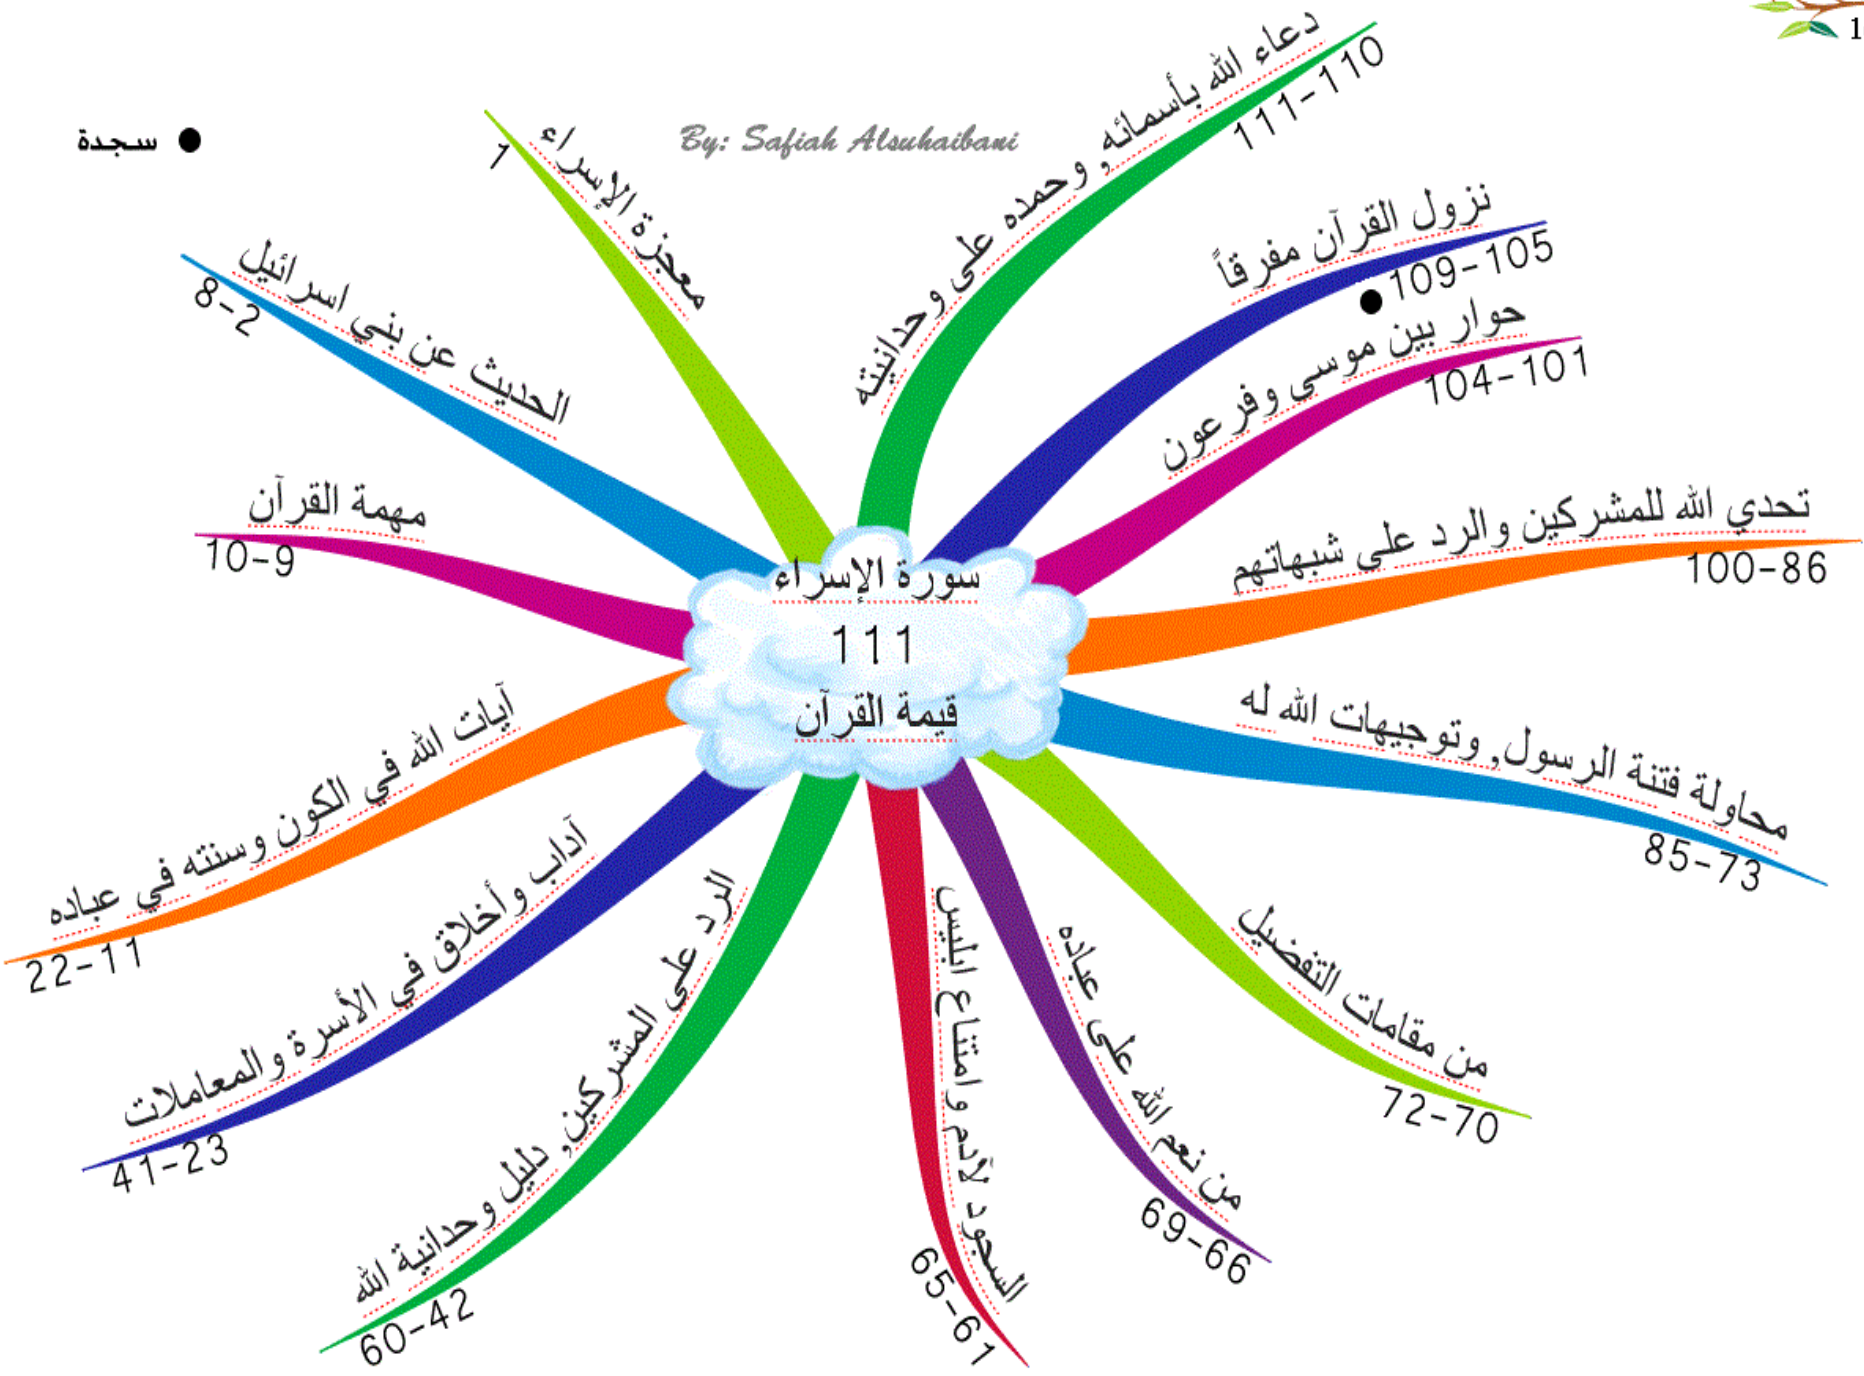 1
By: Safiah Alsuhaibani
سجدة
سورة الإسراء
111
قيمة القرآن
معجزة الإسراء
1
الحديث عن بني اسرائيل
8-2
مهمة القرآن
10-9
آيات الله في الكون وسنته في عباده
22-11
آداب وأخلاق في الأسرة والمعاملات
41-23
الرد على المشركين, دليل وحدانية الله
60-42
السجود لآدم وامتناع ابليس
65-61
من نعم الله على عباده
69-66
من مقامات التفضيل
72-70
محاولة فتنة الرسول, وتوجيهات الله له
85-73
تحدي الله للمشركين والرد على شبهاتهم
100-86
حوار بين موسى وفرعون
104-101
نزول القرآن مفرقاً
109-105
دعاء الله بأسمائه, وحمده على وحدانيته
111-110